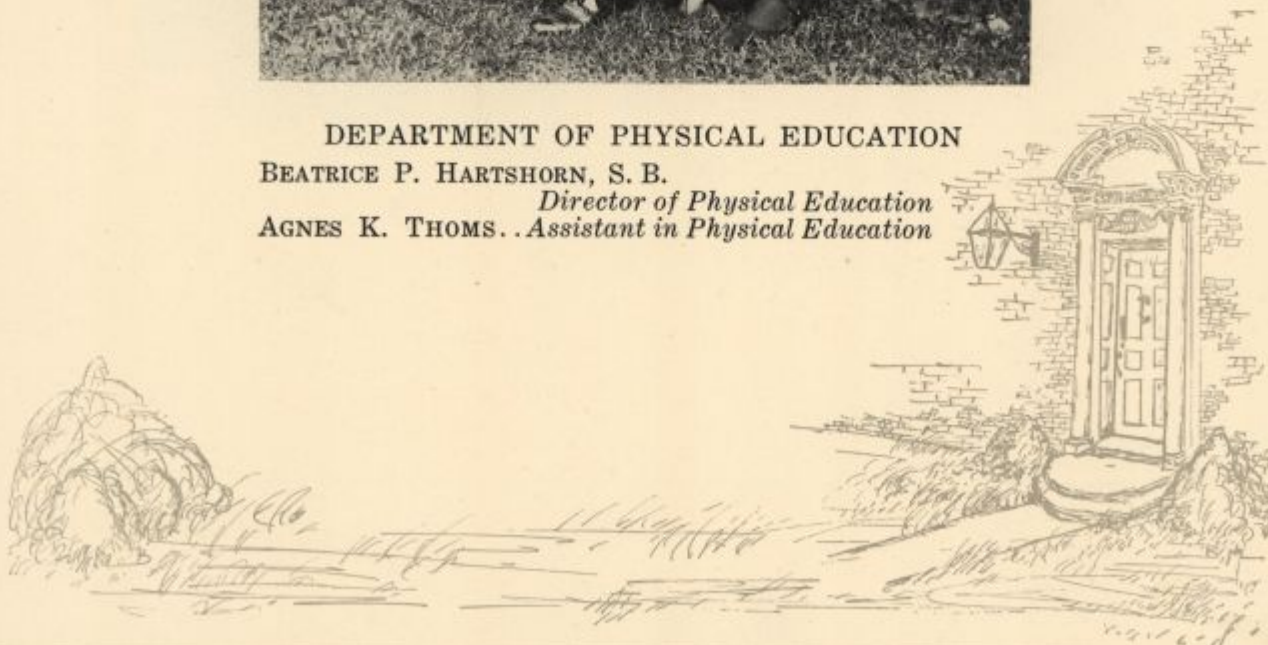 DEPARTMENT OF PHYSICAL EDUCATION
BEATRICE P. HARTSHORN, S. B.
Director of Physical Education
AGNES K. THOMS. . Assistant in Physical Education